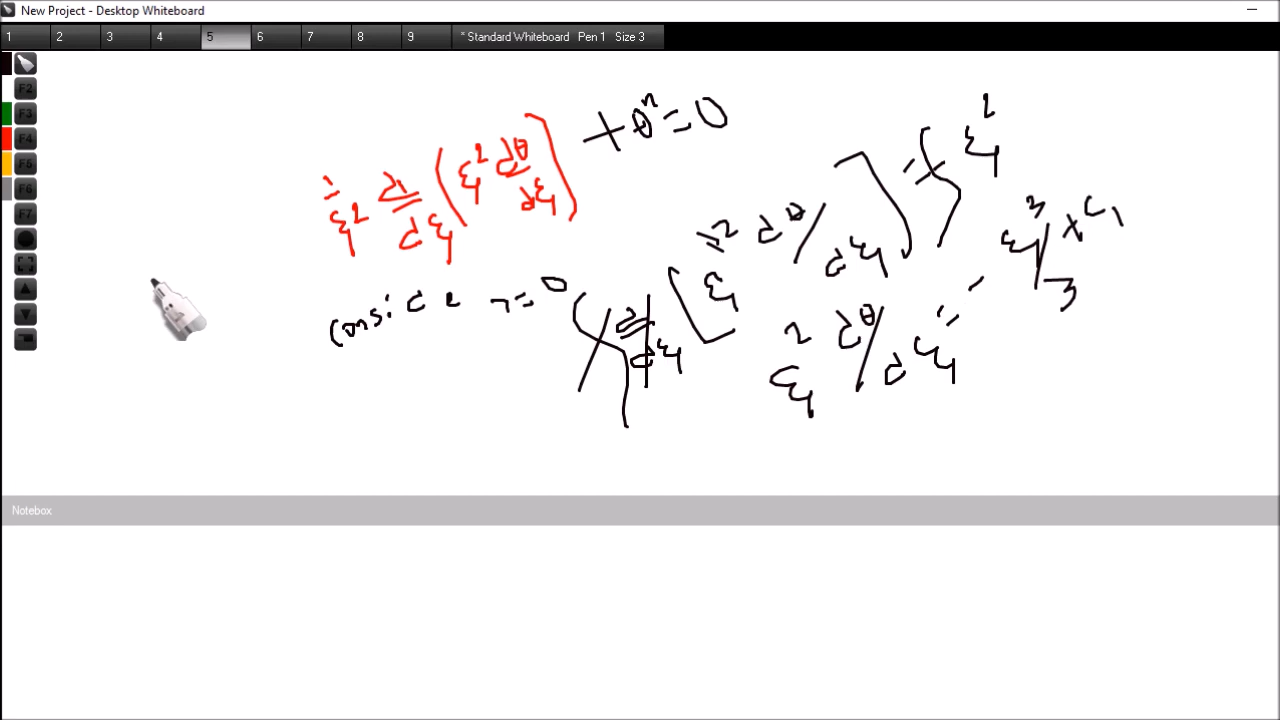 New Project - Desktop Whiteboard
1 2 3 4 5 6 7 8 9 * Standard Whiteboard Pen 1 Size 3
F2
F3
F4
F5
F6
F7
1/ξ² d/dξ (ξ² dθ/dξ) + θⁿ = 0
n = 0
∫ d/dξ [ξ² dθ/dξ] = -∫ ξ²
ξ² dθ/dξ = - ξ³/3 + C₁
Notebox